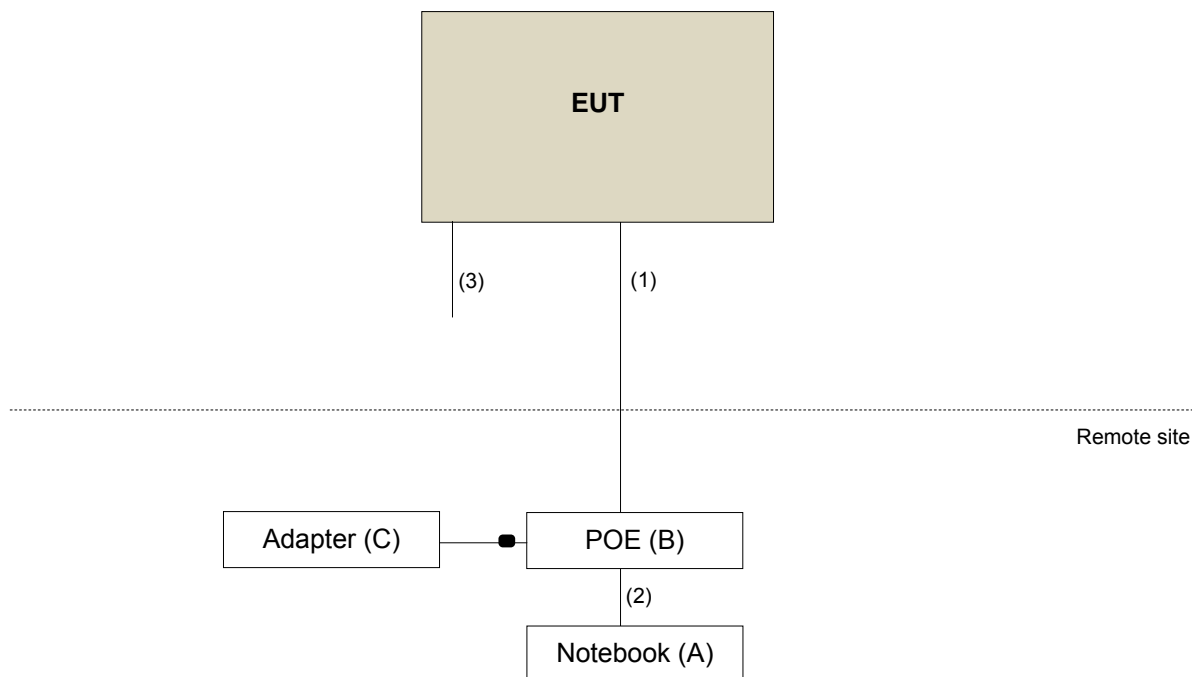 EUT
(3)
(1)
Remote site
Adapter (C)
POE (B)
(2)
Notebook (A)